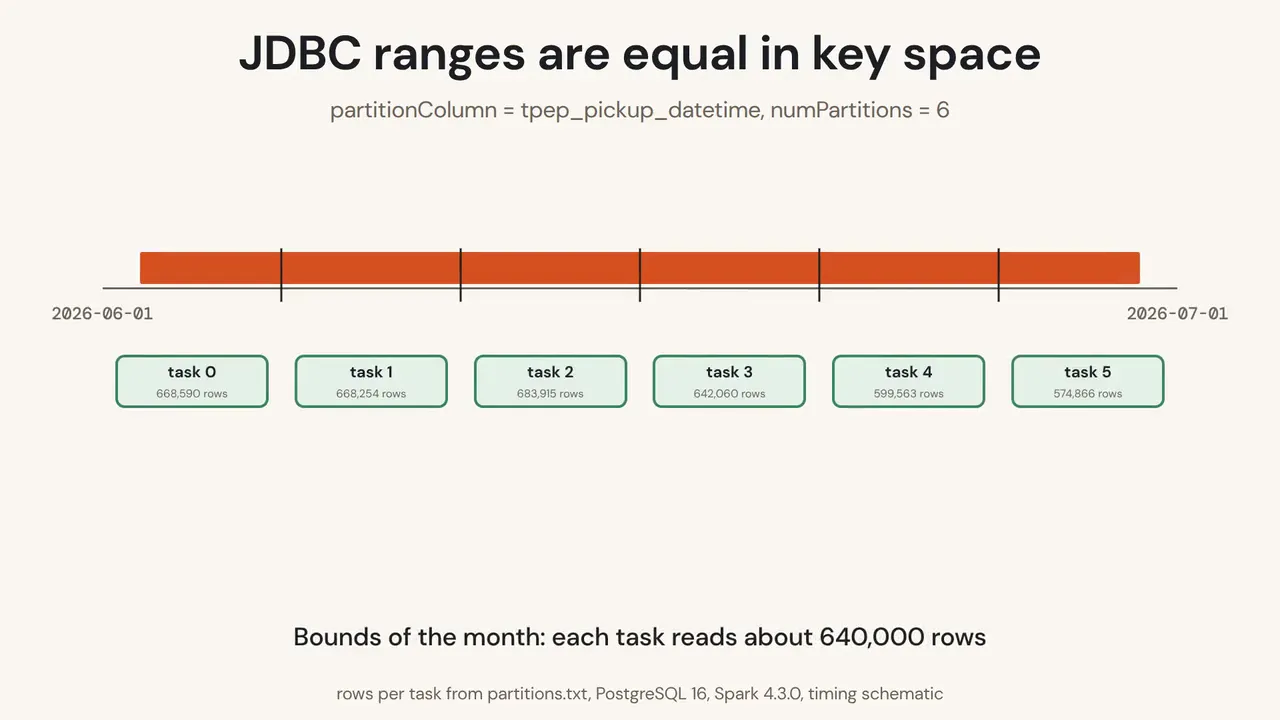 JDBC ranges are equal in key space
partitionColumn = tpep_pickup_datetime, numPartitions = 6
2026-06-01
2026-07-01
task 0
668,590 rows
task 1
668,254 rows
task 2
683,915 rows
task 3
642,060 rows
task 4
599,563 rows
task 5
574,866 rows
Bounds of the month: each task reads about 640,000 rows
rows per task from partitions.txt, PostgreSQL 16, Spark 4.3.0, timing schematic